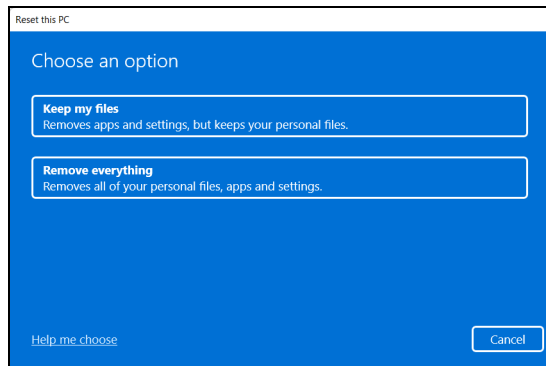 Reset this PC
Choose an option
Keep my files
Removes apps and settings, but keeps your personal files.
Remove everything
Removes all of your personal files, apps and settings.
Help me choose
Cancel